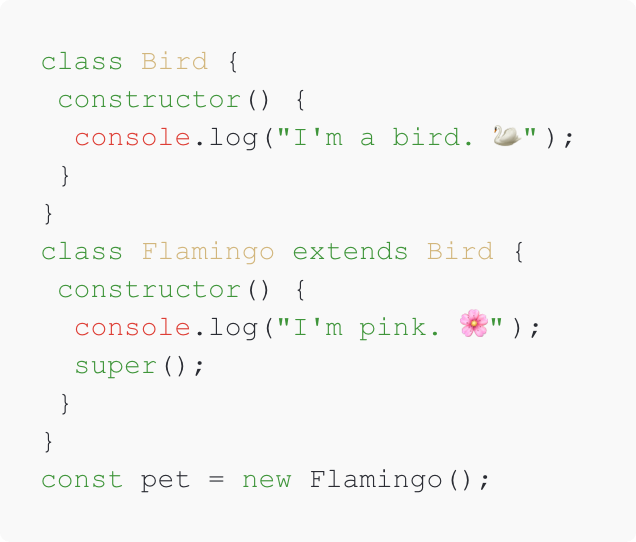 class Bird {
 constructor() {
  console.log("I'm a bird. 🦢");
 }
}
class Flamingo extends Bird {
 constructor() {
  console.log("I'm pink. 🌸");
  super();
 }
}
const pet = new Flamingo();